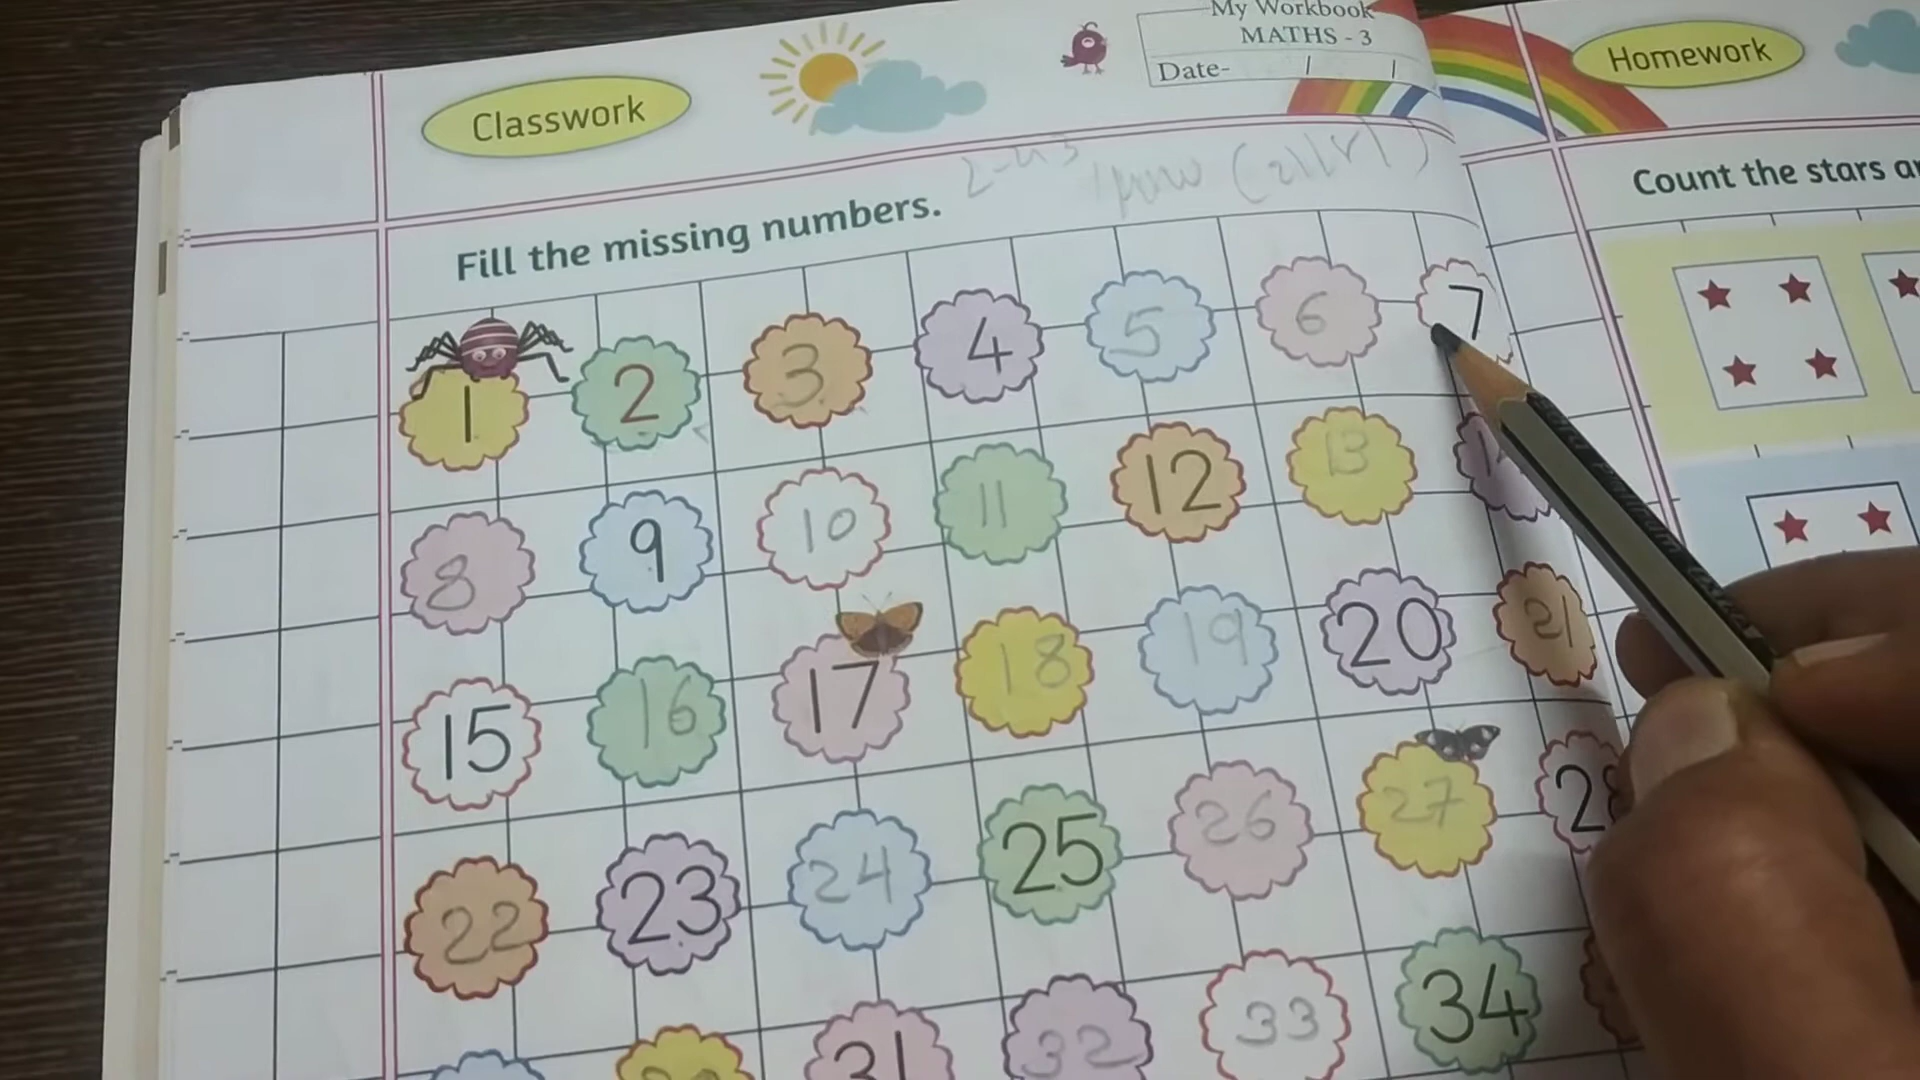 My Workbook
MATHS - 3
Date- / /
Classwork
Homework
Fill the missing numbers.
Count the stars
1 2 3 4 5 6 7
8 9 10 11 12 13
15 16 17 18 19 20 21
22 23 24 25 26 27
31 32 33 34